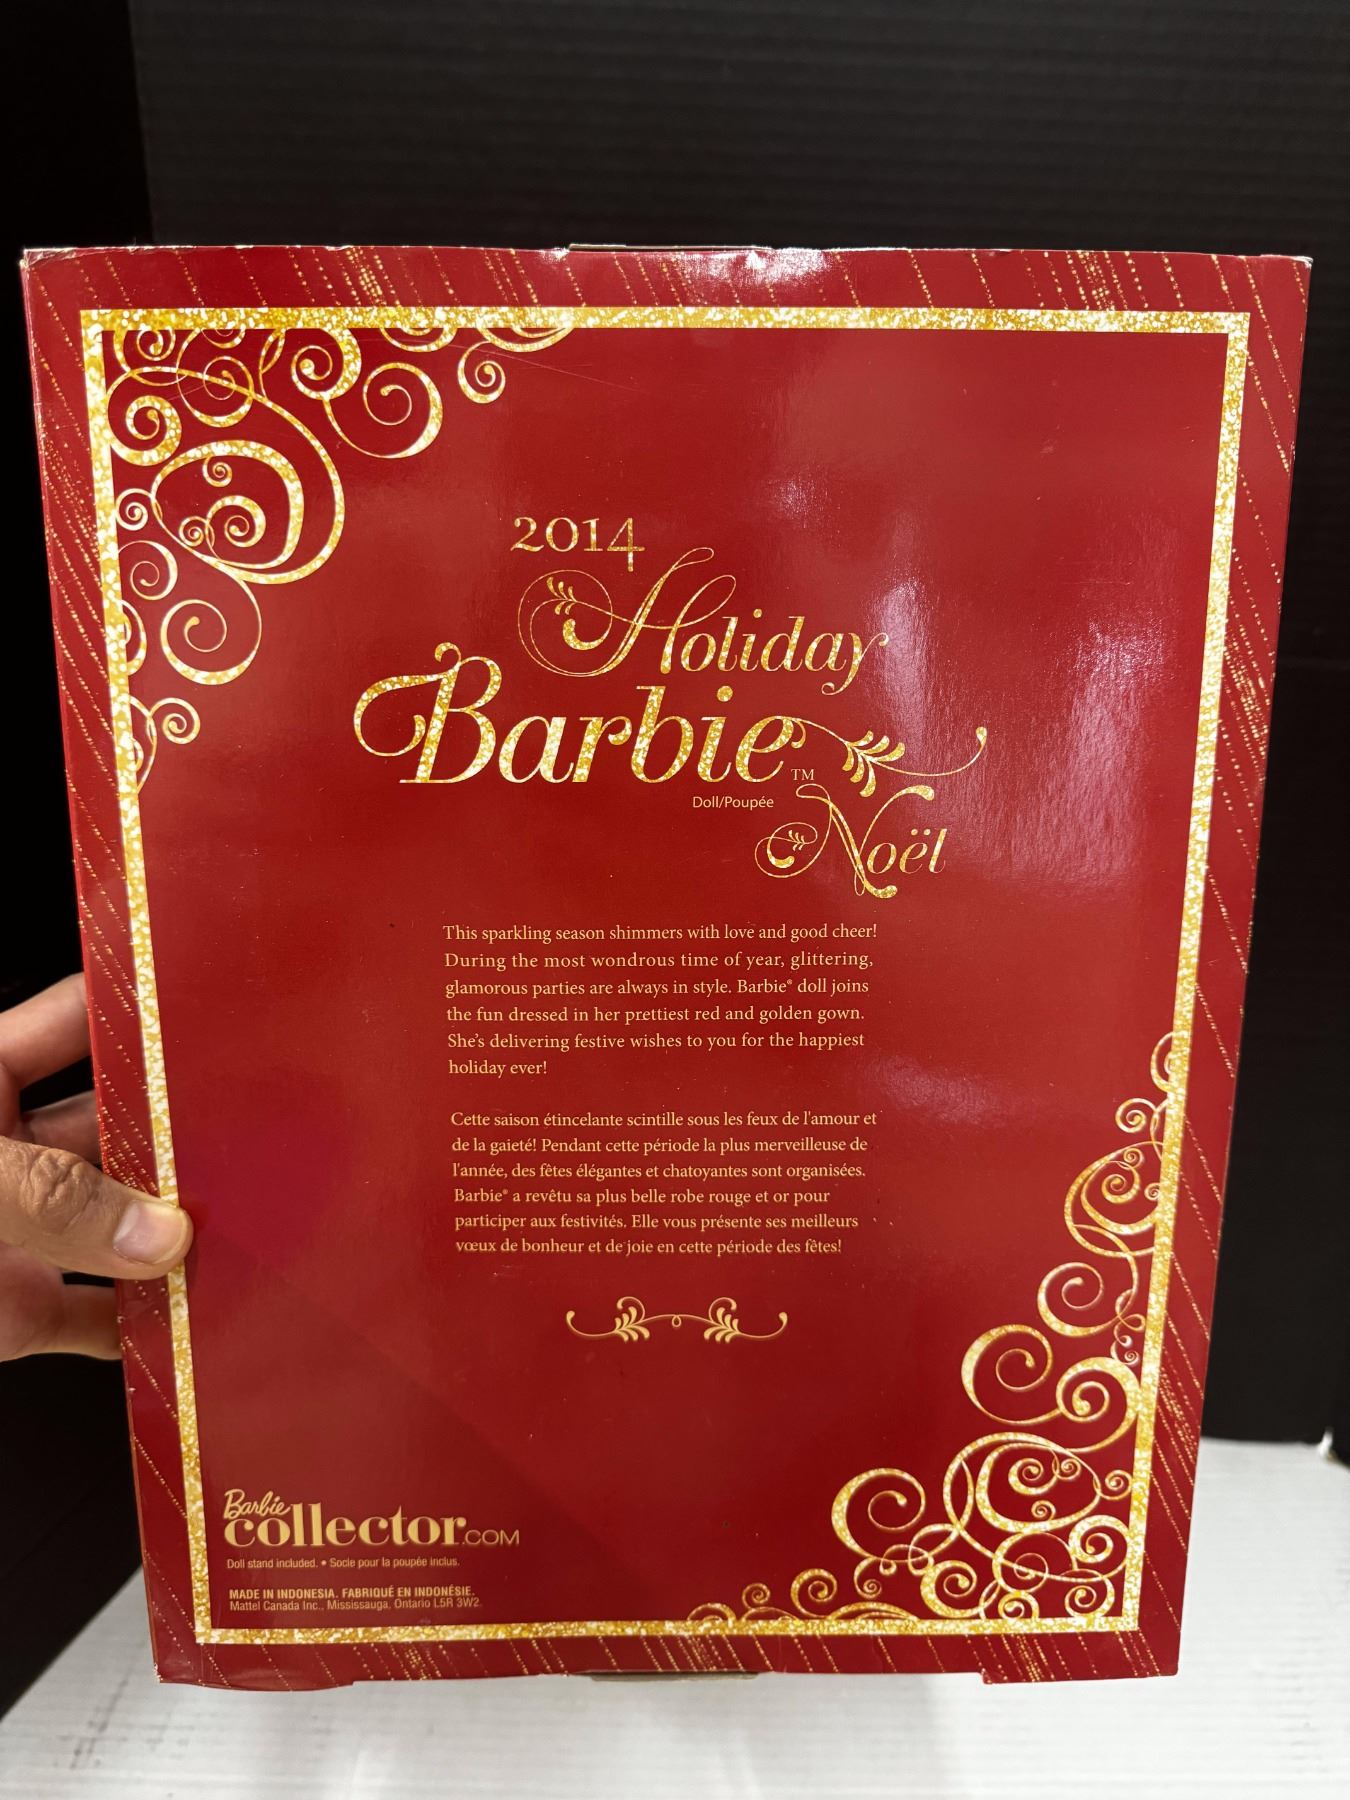 2014
Holiday
Barbie™
Doll/Poupée
Noël
This sparkling season shimmers with love and good cheer!
During the most wondrous time of year, glittering,
glamorous parties are always in style. Barbie® doll joins
the fun dressed in her prettiest red and golden gown.
She's delivering festive wishes to you for the happiest
holiday ever!
Cette saison étincelante scintille sous les feux de l'amour et
de la gaieté! Pendant cette période la plus merveilleuse de
l'année, des fêtes élégantes et chatoyantes sont organisées.
Barbie® a revêtu sa plus belle robe rouge et or pour
participer aux festivités. Elle vous présente ses meilleurs
vœux de bonheur et de joie en cette période des fêtes!
Barbie
collector.COM
Doll stand included. • Socle pour la poupée inclus.
MADE IN INDONESIA. FABRIQUÉ EN INDONÉSIE.
Mattel Canada Inc., Mississauga, Ontario L5R 3W2.